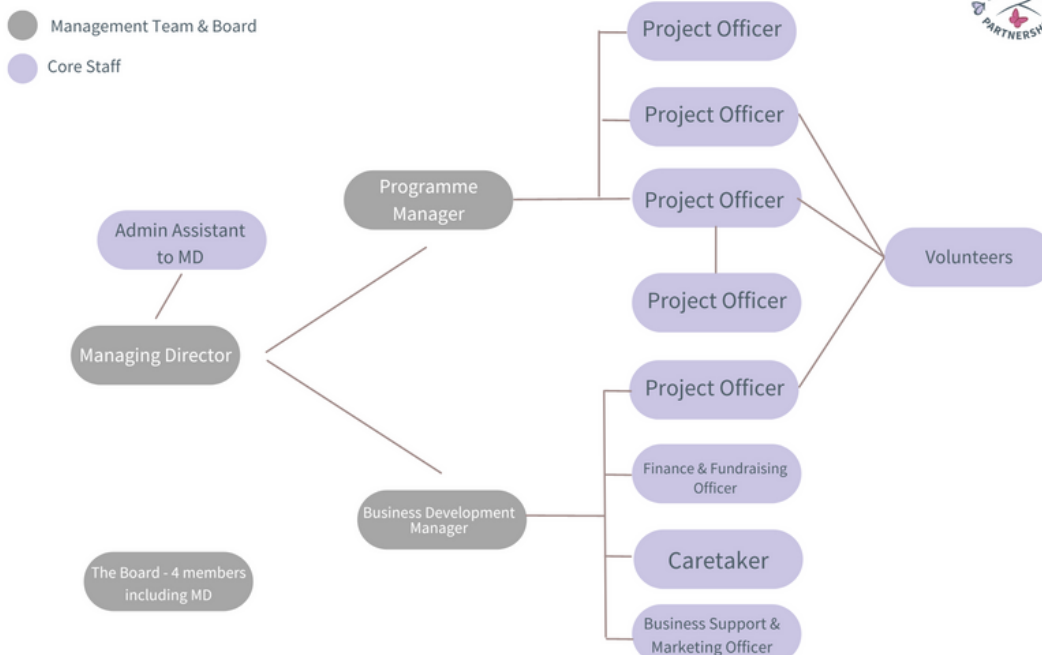 Management Team & Board
Core Staff
PARTNERSH
Project Officer
Project Officer
Programme
Manager
Project Officer
Admin Assistant
to MD
Volunteers
Project Officer
Managing Director
Project Officer
Finance & Fundraising
Officer
Business Development
Manager
Caretaker
The Board - 4 members
including MD
Business Support &
Marketing Officer